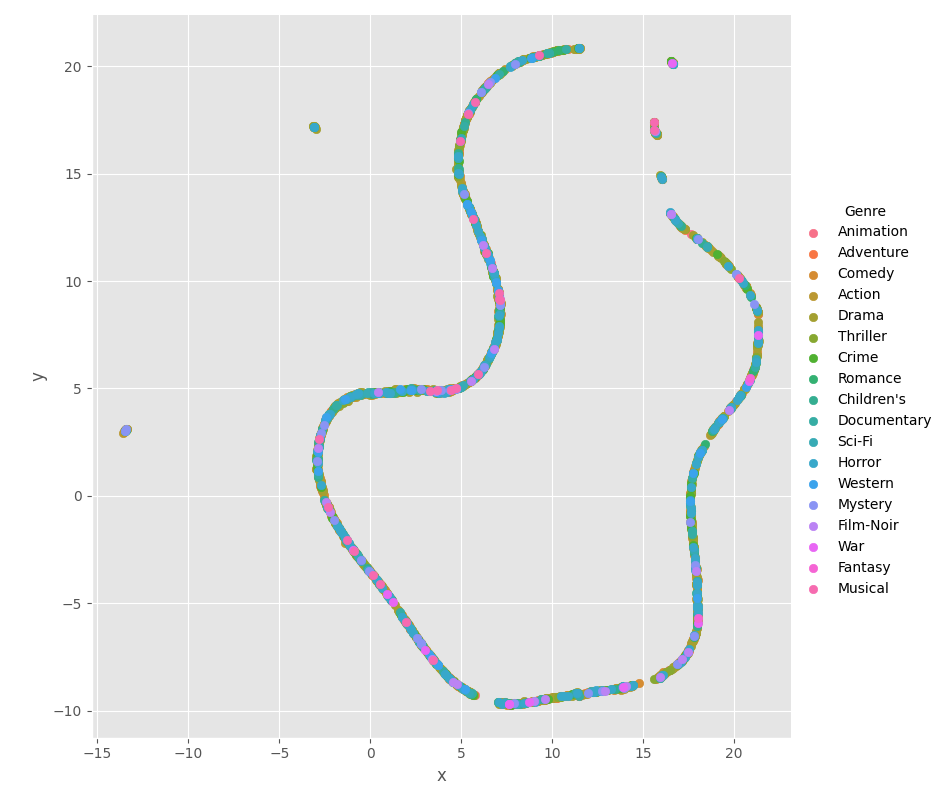 20
15
10
5
0
−5
−10
y
−15
−10
−5
0
5
10
15
20
x
Genre
Animation
Adventure
Comedy
Action
Drama
Thriller
Crime
Romance
Children's
Documentary
Sci-Fi
Horror
Western
Mystery
Film-Noir
War
Fantasy
Musical